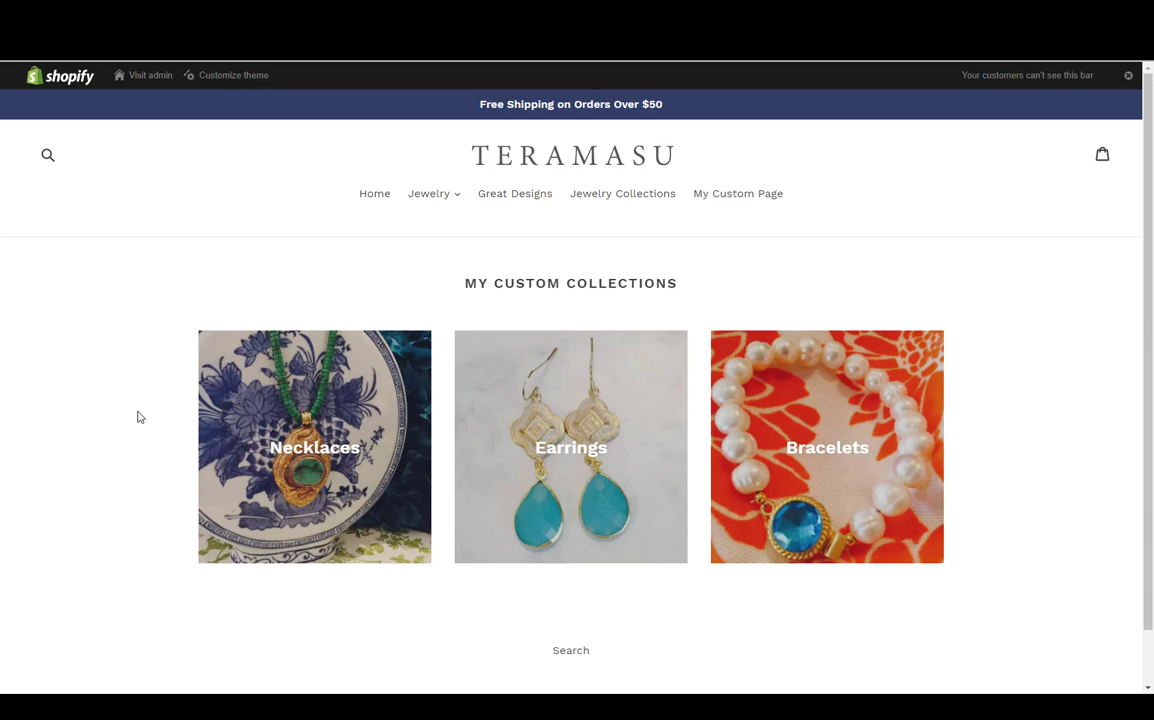 shopify Visit admin Customize theme Your customers can't see this bar
Free Shipping on Orders Over $50
TERAMASU
Home Jewelry Great Designs Jewelry Collections My Custom Page
MY CUSTOM COLLECTIONS
Necklaces Earrings Bracelets
Search